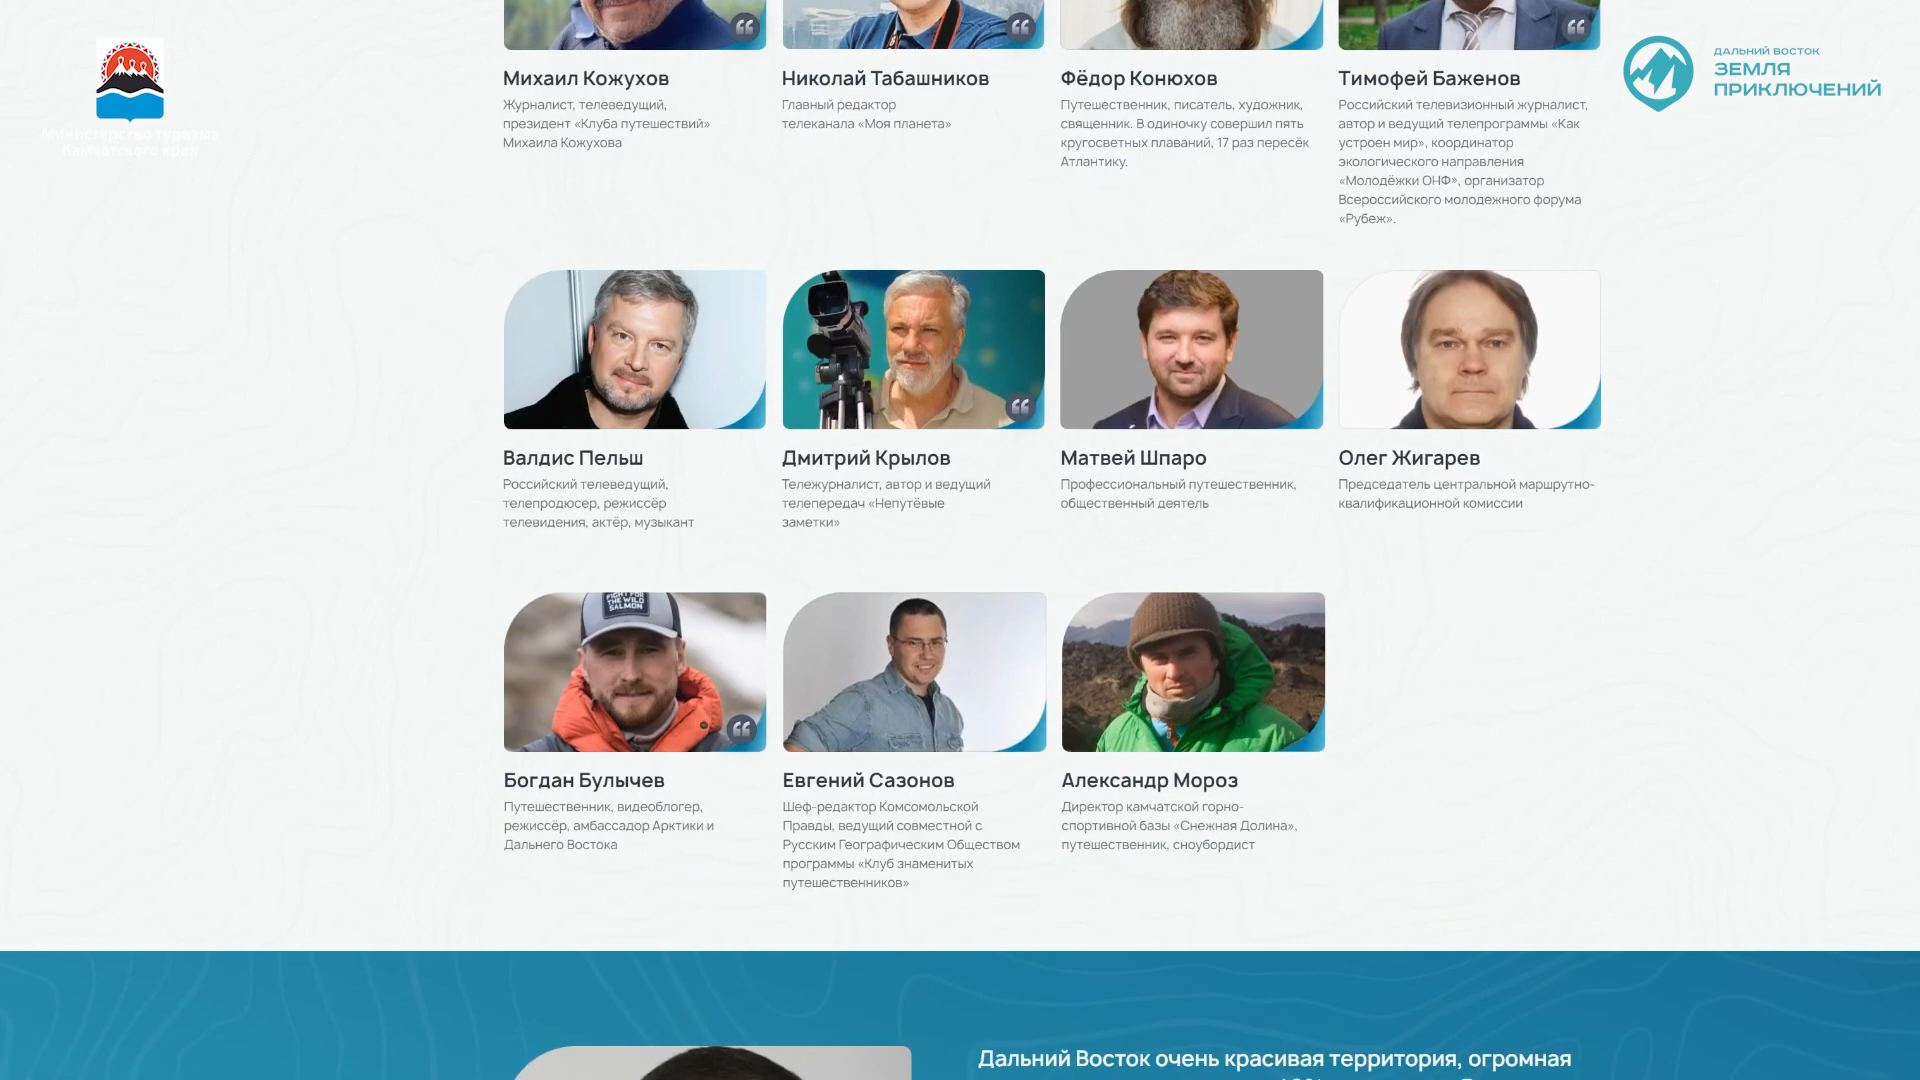 Министерство туризма
Камчатского края
ДАЛЬНИЙ ВОСТОК
ЗЕМЛЯ
ПРИКЛЮЧЕНИЙ
Михаил Кожухов
Журналист, телеведущий,
президент «Клуба путешествий»
Михаила Кожухова
Николай Табашников
Главный редактор
телеканала «Моя планета»
Фёдор Конюхов
Путешественник, писатель, художник,
священник. В одиночку совершил пять
кругосветных плаваний, 17 раз пересёк
Атлантику.
Тимофей Баженов
Российский телевизионный журналист,
автор и ведущий телепрограммы «Как
устроен мир», координатор
экологического направления
«Молодёжки ОНФ», организатор
Всероссийского молодежного форума
«Рубеж».
Валдис Пельш
Российский телеведущий,
телепродюсер, режиссёр
телевидения, актёр, музыкант
Дмитрий Крылов
Тележурналист, автор и ведущий
телепередач «Непутёвые
заметки»
Матвей Шпаро
Профессиональный путешественник,
общественный деятель
Олег Жигарев
Председатель центральной маршрутно-
квалификационной комиссии
FIGHT FOR
THE WILD
SALMON
Богдан Булычев
Путешественник, видеоблогер,
режиссёр, амбассадор Арктики и
Дальнего Востока
Евгений Сазонов
Шеф-редактор Комсомольской
Правды, ведущий совместной с
Русским Географическим Обществом
программы «Клуб знаменитых
путешественников»
Александр Мороз
Директор камчатской горно-
спортивной базы «Снежная Долина»,
путешественник, сноубордист
Дальний Восток очень красивая территория, огромная